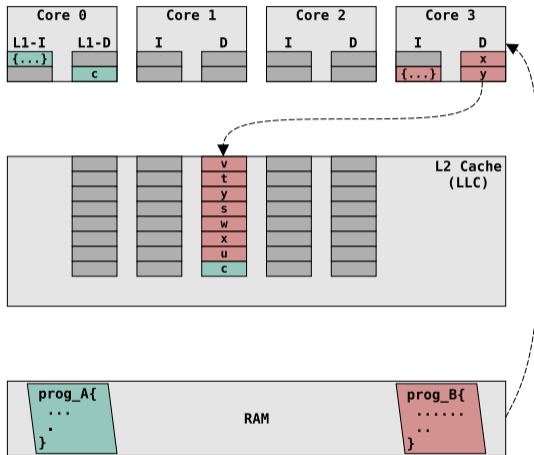 Core 0 Core 1 Core 2 Core 3
L1-I L1-D I D I D I D
{...} x
c {...} y
v
L2 Cache
(LLC)
t
y
s
w
x
u
c
prog_A{ prog_B{
... ......
RAM
. ..
} }